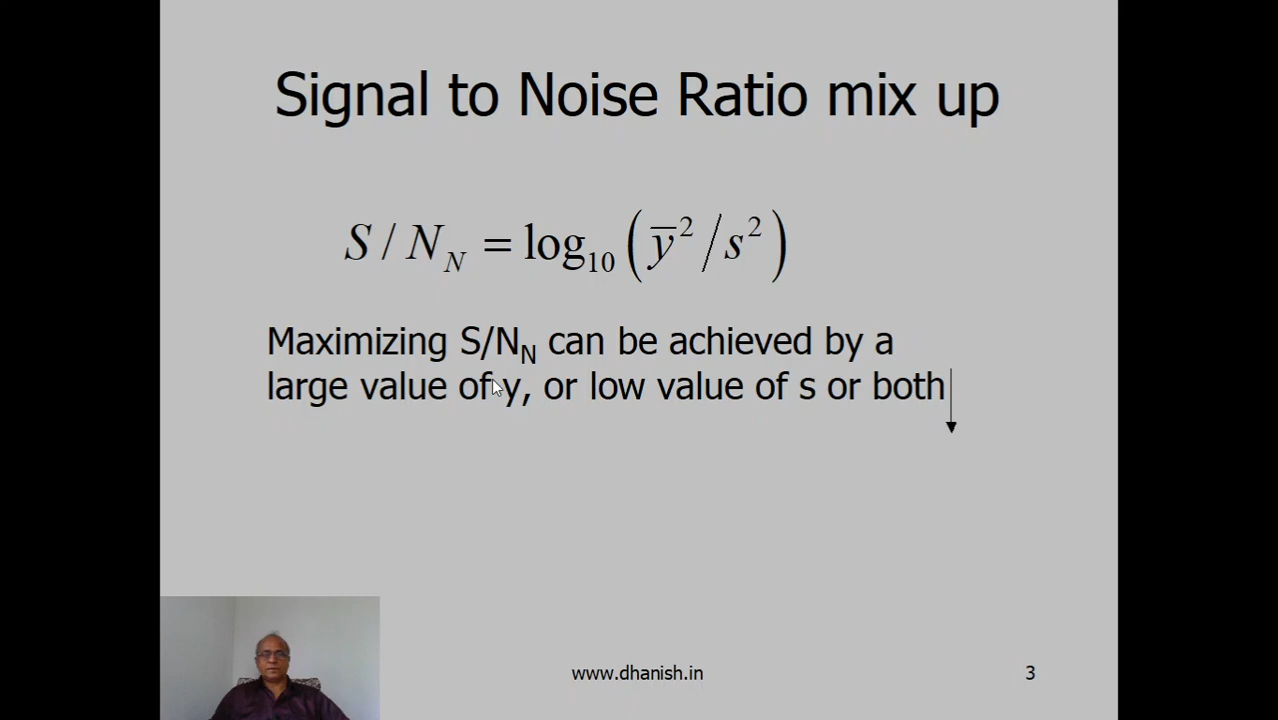 Signal to Noise Ratio mix up
S / N_N = log_10 (y̅^2 / s^2)
Maximizing S/N_N can be achieved by a
large value of y, or low value of s or both
www.dhanish.in
3